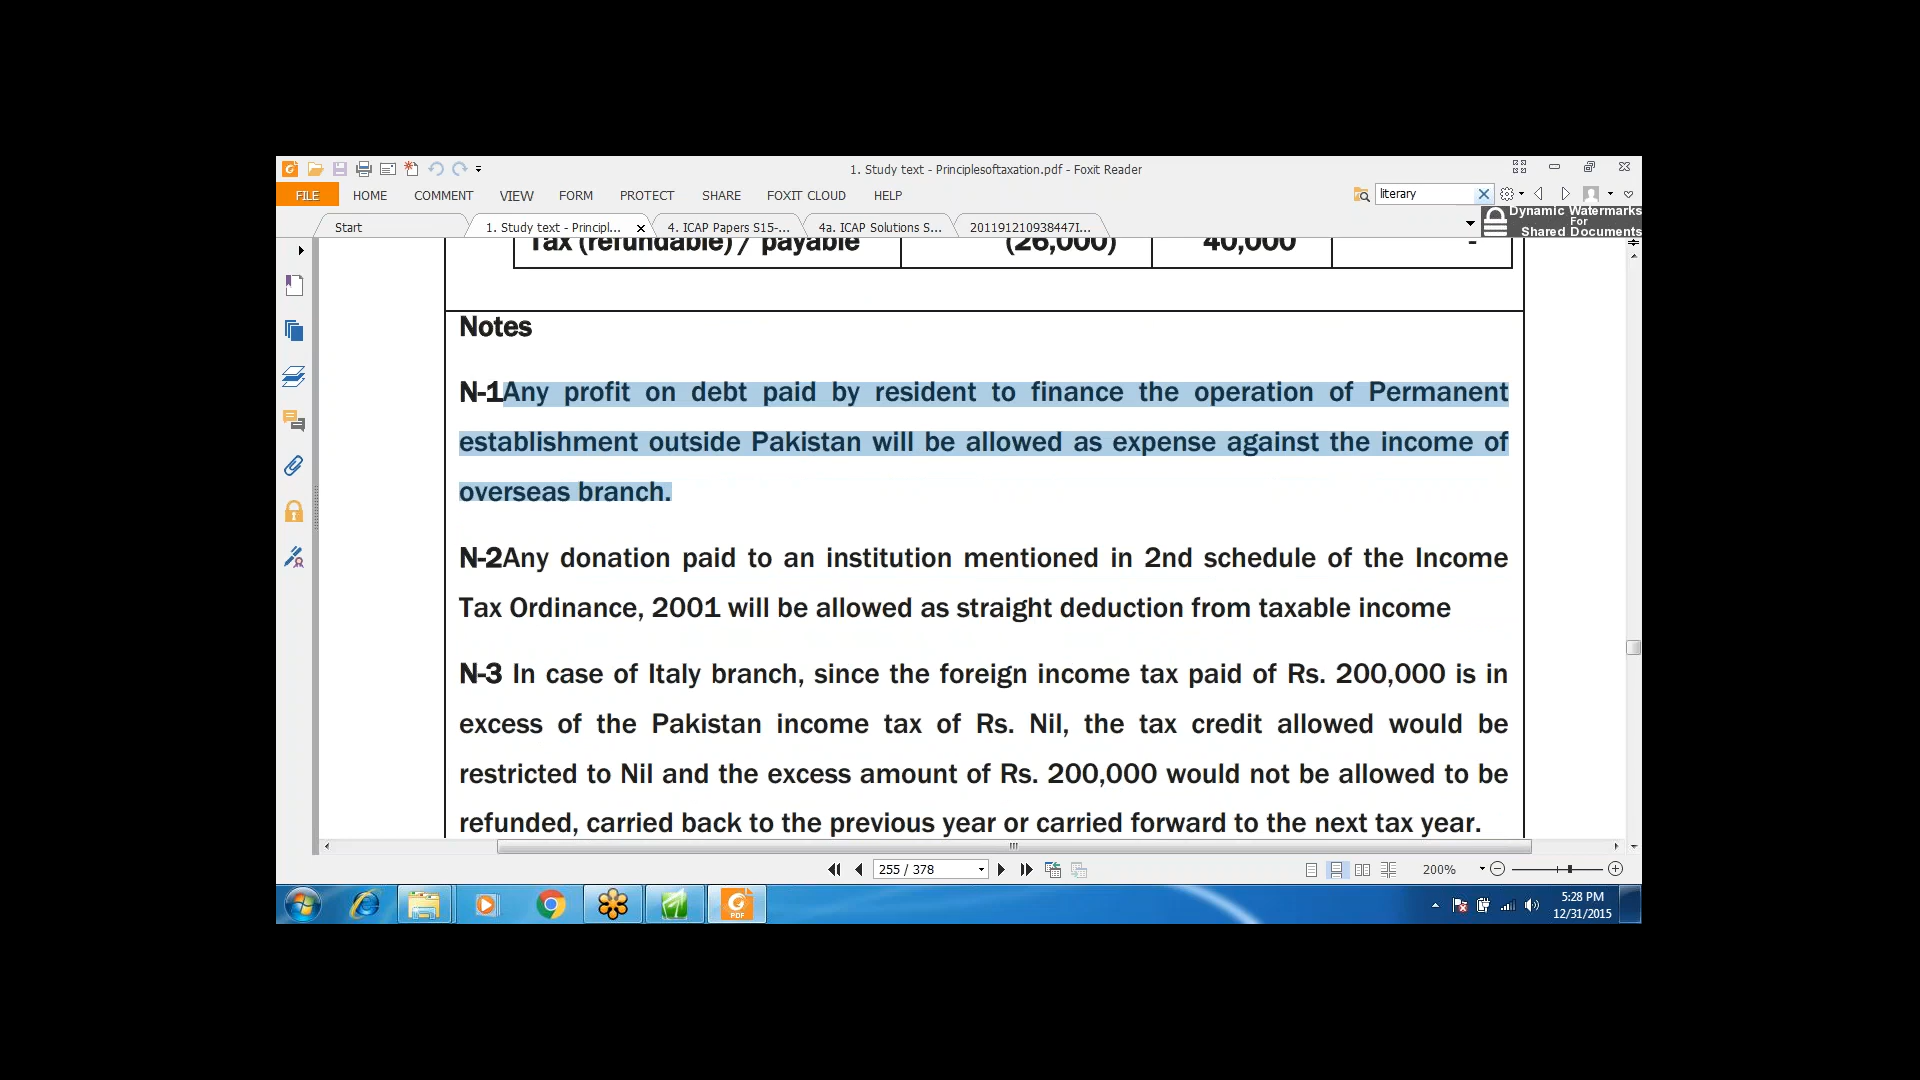 1. Study text - Principlesoftaxation.pdf - Foxit Reader
FILE HOME COMMENT VIEW FORM PROTECT SHARE FOXIT CLOUD HELP
literary
Start
1. Study text - Principl...
4. ICAP Papers S15-...
4a. ICAP Solutions S...
201191210938447I...
Dynamic Watermarks
For
Shared Documents
Tax (refundable) / payable (26,000) 40,000 -
Notes
N-1Any profit on debt paid by resident to finance the operation of Permanent
establishment outside Pakistan will be allowed as expense against the income of
overseas branch.
N-2Any donation paid to an institution mentioned in 2nd schedule of the Income
Tax Ordinance, 2001 will be allowed as straight deduction from taxable income
N-3 In case of Italy branch, since the foreign income tax paid of Rs. 200,000 is in
excess of the Pakistan income tax of Rs. Nil, the tax credit allowed would be
restricted to Nil and the excess amount of Rs. 200,000 would not be allowed to be
refunded, carried back to the previous year or carried forward to the next tax year.
255 / 378
200%
PDF
5:28 PM
12/31/2015